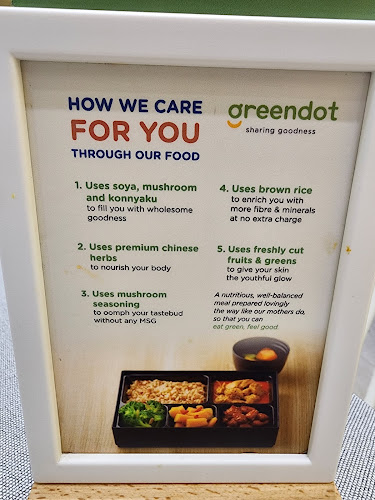 HOW WE CARE
FOR YOU
THROUGH OUR FOOD
greendot
sharing goodness
1. Uses soya, mushroom
and konnyaku
to fill you with wholesome
goodness
2. Uses premium chinese
herbs
to nourish your body
3. Uses mushroom
seasoning
to oomph your tastebud
without any MSG
4. Uses brown rice
to enrich you with
more fibre & minerals
at no extra charge
5. Uses freshly cut
fruits & greens
to give your skin
the youthful glow
A nutritious, well-balanced
meal prepared lovingly
the way like our mothers do,
so that you can
eat green, feel good.